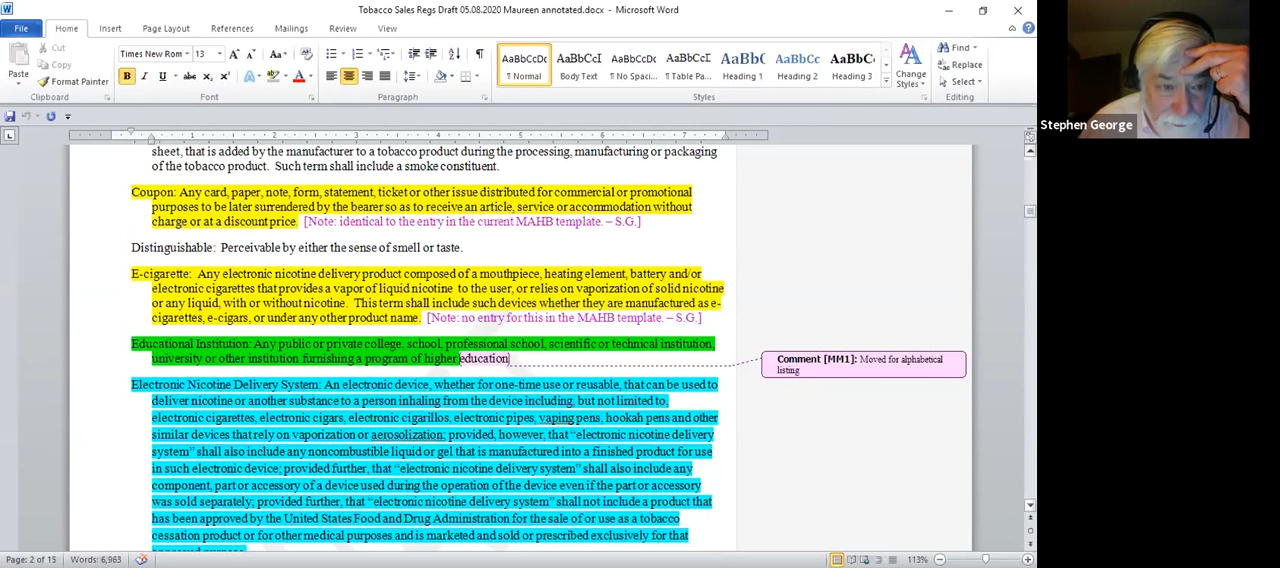 Tobacco Sales Regs Draft 05.08.2020 Maureen annotated.docx - Microsoft Word
File Home Insert Page Layout References Mailings Review View
Cut
Copy
Format Painter
Paste
Clipboard
Times New Rom 13
B I U abc x₂ x²
Font
Paragraph
AaBbCcDc AaBbCcI AaBbCcDc AaBbCcD AaBbC AaBbCc AaBbCc
¶ Normal Body Text ¶ No Spaci... ¶ Table Pa... Heading 1 Heading 2 Heading 3
Styles
Change Styles
Find
Replace
Select
Editing
Stephen George
1 2 3 4 5 6 7
sheet, that is added by the manufacturer to a tobacco product during the processing, manufacturing or packaging
of the tobacco product. Such term shall include a smoke constituent.
Coupon: Any card, paper, note, form, statement, ticket or other issue distributed for commercial or promotional
purposes to be later surrendered by the bearer so as to receive an article, service or accommodation without
charge or at a discount price. [Note: identical to the entry in the current MAHB template. – S.G.]
Distinguishable: Perceivable by either the sense of smell or taste.
E-cigarette: Any electronic nicotine delivery product composed of a mouthpiece, heating element, battery and/or
electronic cigarettes that provides a vapor of liquid nicotine to the user, or relies on vaporization of solid nicotine
or any liquid, with or without nicotine. This term shall include such devices whether they are manufactured as e-
cigarettes, e-cigars, or under any other product name. [Note: no entry for this in the MAHB template. – S.G.]
Educational Institution: Any public or private college, school, professional school, scientific or technical institution,
university or other institution furnishing a program of higher education
Comment [MM1]: Moved for alphabetical
listing
Electronic Nicotine Delivery System: An electronic device, whether for one-time use or reusable, that can be used to
deliver nicotine or another substance to a person inhaling from the device including, but not limited to,
electronic cigarettes, electronic cigars, electronic cigarillos, electronic pipes, vaping pens, hookah pens and other
similar devices that rely on vaporization or aerosolization; provided, however, that “electronic nicotine delivery
system” shall also include any noncombustible liquid or gel that is manufactured into a finished product for use
in such electronic device; provided further, that “electronic nicotine delivery system” shall also include any
component, part or accessory of a device used during the operation of the device even if the part or accessory
was sold separately; provided further, that “electronic nicotine delivery system” shall not include a product that
has been approved by the United States Food and Drug Administration for the sale of or use as a tobacco
cessation product or for other medical purposes and is marketed and sold or prescribed exclusively for that
Page: 2 of 15 Words: 6,963 113%